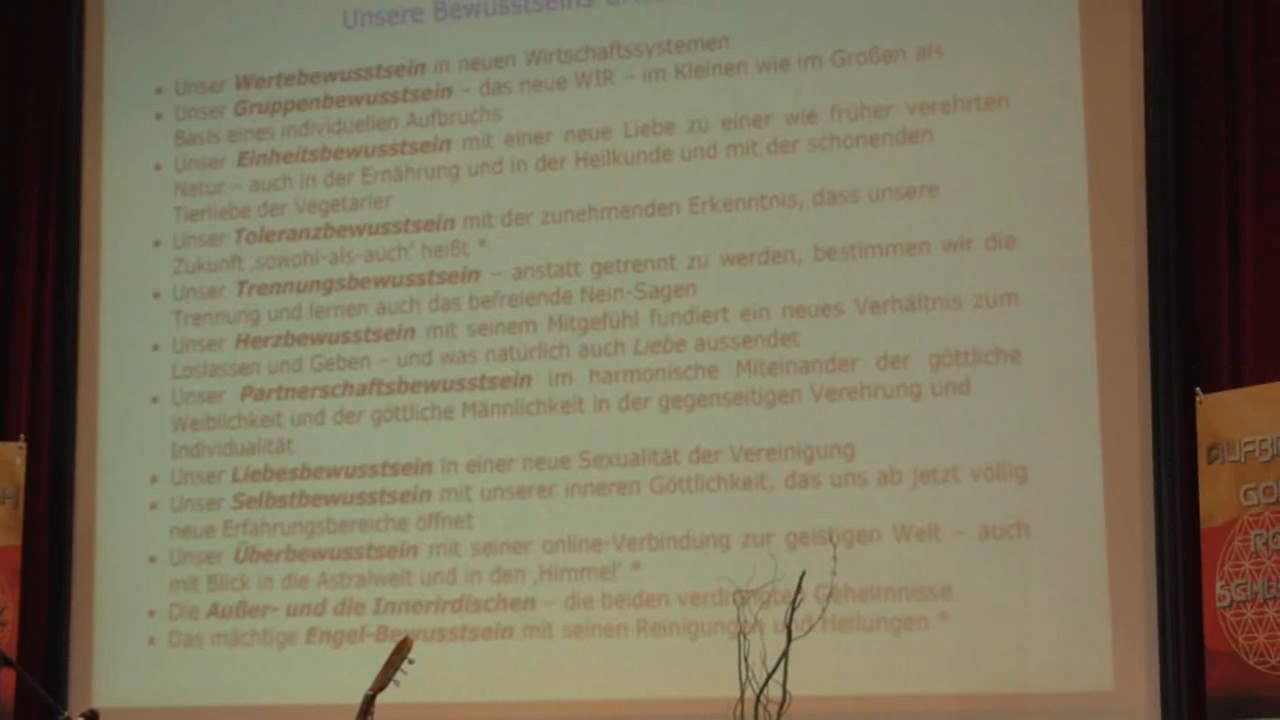 Unsere Bewusstseins
• Unser Wertebewusstsein in neuen Wirtschaftssystemen
• Unser Gruppenbewusstsein – das neue WIR – im Kleinen wie im Großen als
Basis eines individuellen Aufbruchs
• Unser Einheitsbewusstsein mit einer neue Liebe zu einer wie früher verehrten
Natur – auch in der Ernährung und in der Heilkunde und mit der schonenden
Tierliebe der Vegetarier
• Unser Toleranzbewusstsein mit der zunehmenden Erkenntnis, dass unsere
Zukunft ‚sowohl-als-auch' heißt *
• Unser Trennungsbewusstsein – anstatt getrennt zu werden, bestimmen wir die
Trennung und lernen auch das befreiende Nein-Sagen
• Unser Herzbewusstsein mit seinem Mitgefühl fundiert ein neues Verhältnis zum
Loslassen und Geben – und was natürlich auch Liebe aussendet
• Unser Partnerschaftsbewusstsein im harmonische Miteinander der göttliche
Weiblichkeit und der göttliche Männlichkeit in der gegenseitigen Verehrung und
Individualität
• Unser Liebesbewusstsein in einer neue Sexualität der Vereinigung
• Unser Selbstbewusstsein mit unserer inneren Göttlichkeit, das uns ab jetzt völlig
neue Erfahrungsbereiche öffnet
• Unser Überbewusstsein mit seiner online-Verbindung zur geistigen Welt – auch
mit Blick in die Astralwelt und in den ‚Himmel' *
• Die Außer- und die Innerirdischen – die beiden verdrängten Geheimnisse
• Das mächtige Engel-Bewusstsein mit seinen Reinigungen und Heilungen *